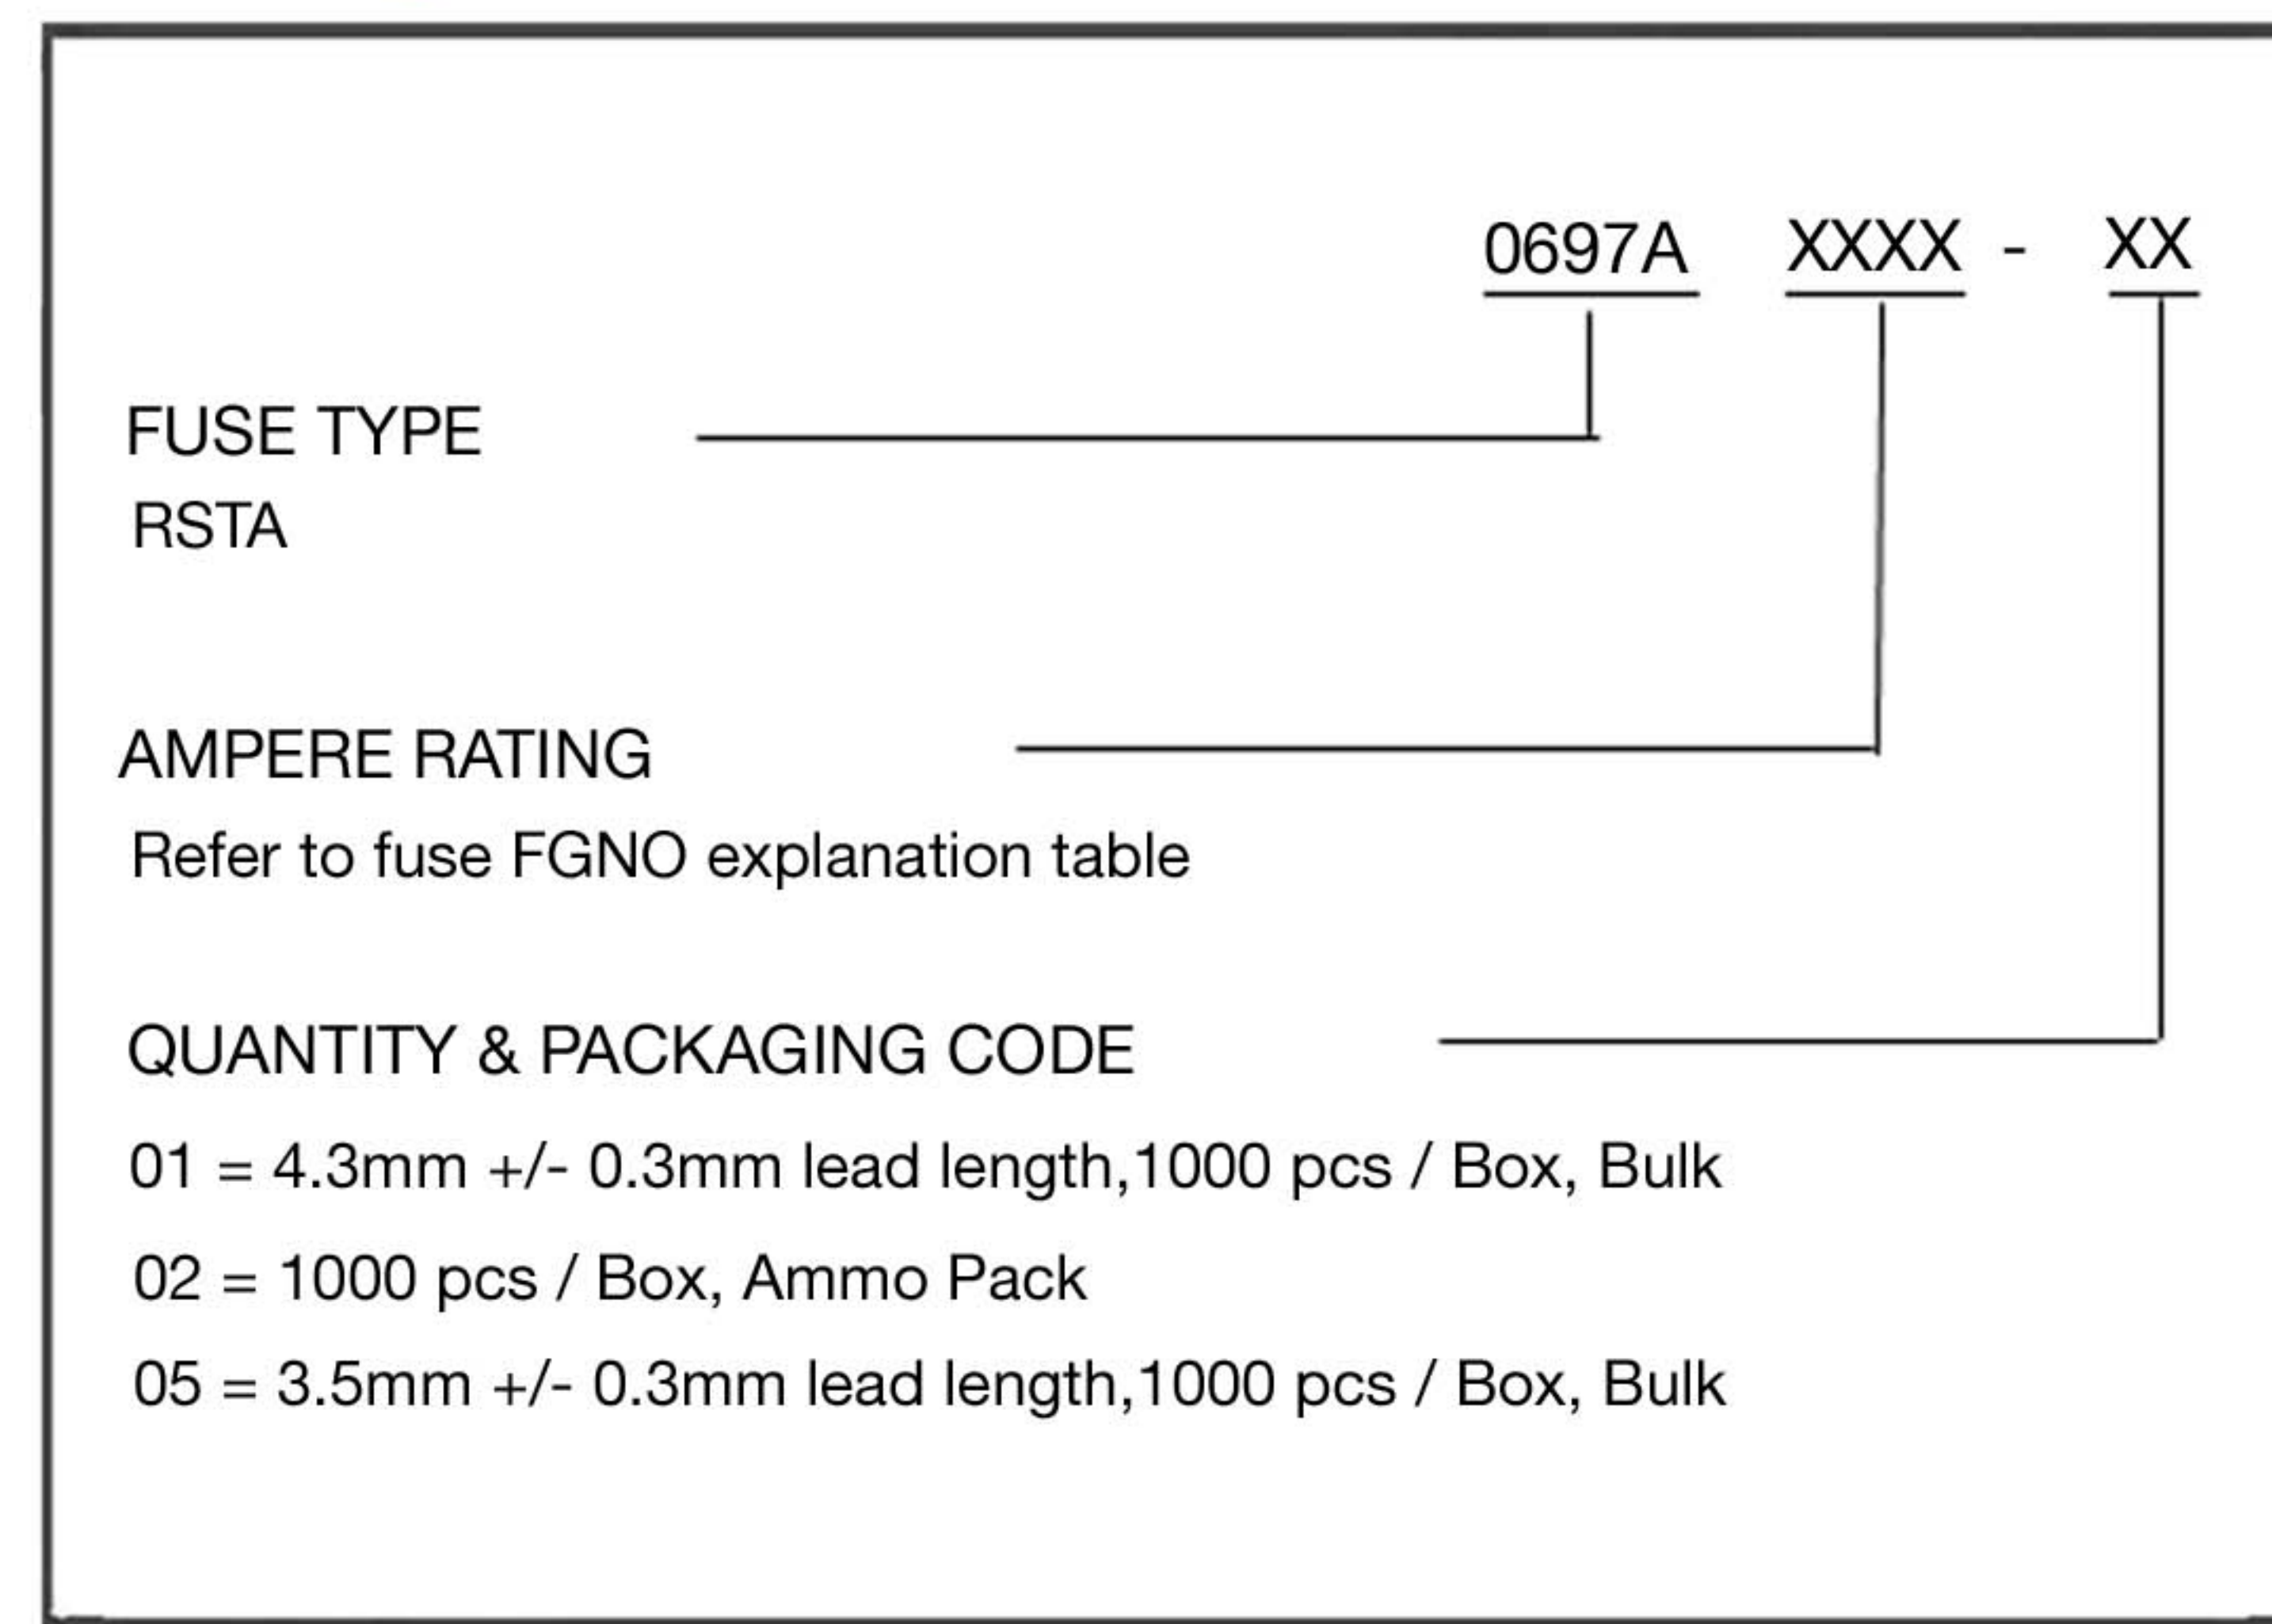 0697A XXXX - XX
FUSE TYPE
RSTA
AMPERE RATING
Refer to fuse FGNO explanation table
QUANTITY & PACKAGING CODE
01 = 4.3mm +/- 0.3mm lead length,1000 pcs / Box, Bulk
02 = 1000 pcs / Box, Ammo Pack
05 = 3.5mm +/- 0.3mm lead length,1000 pcs / Box, Bulk